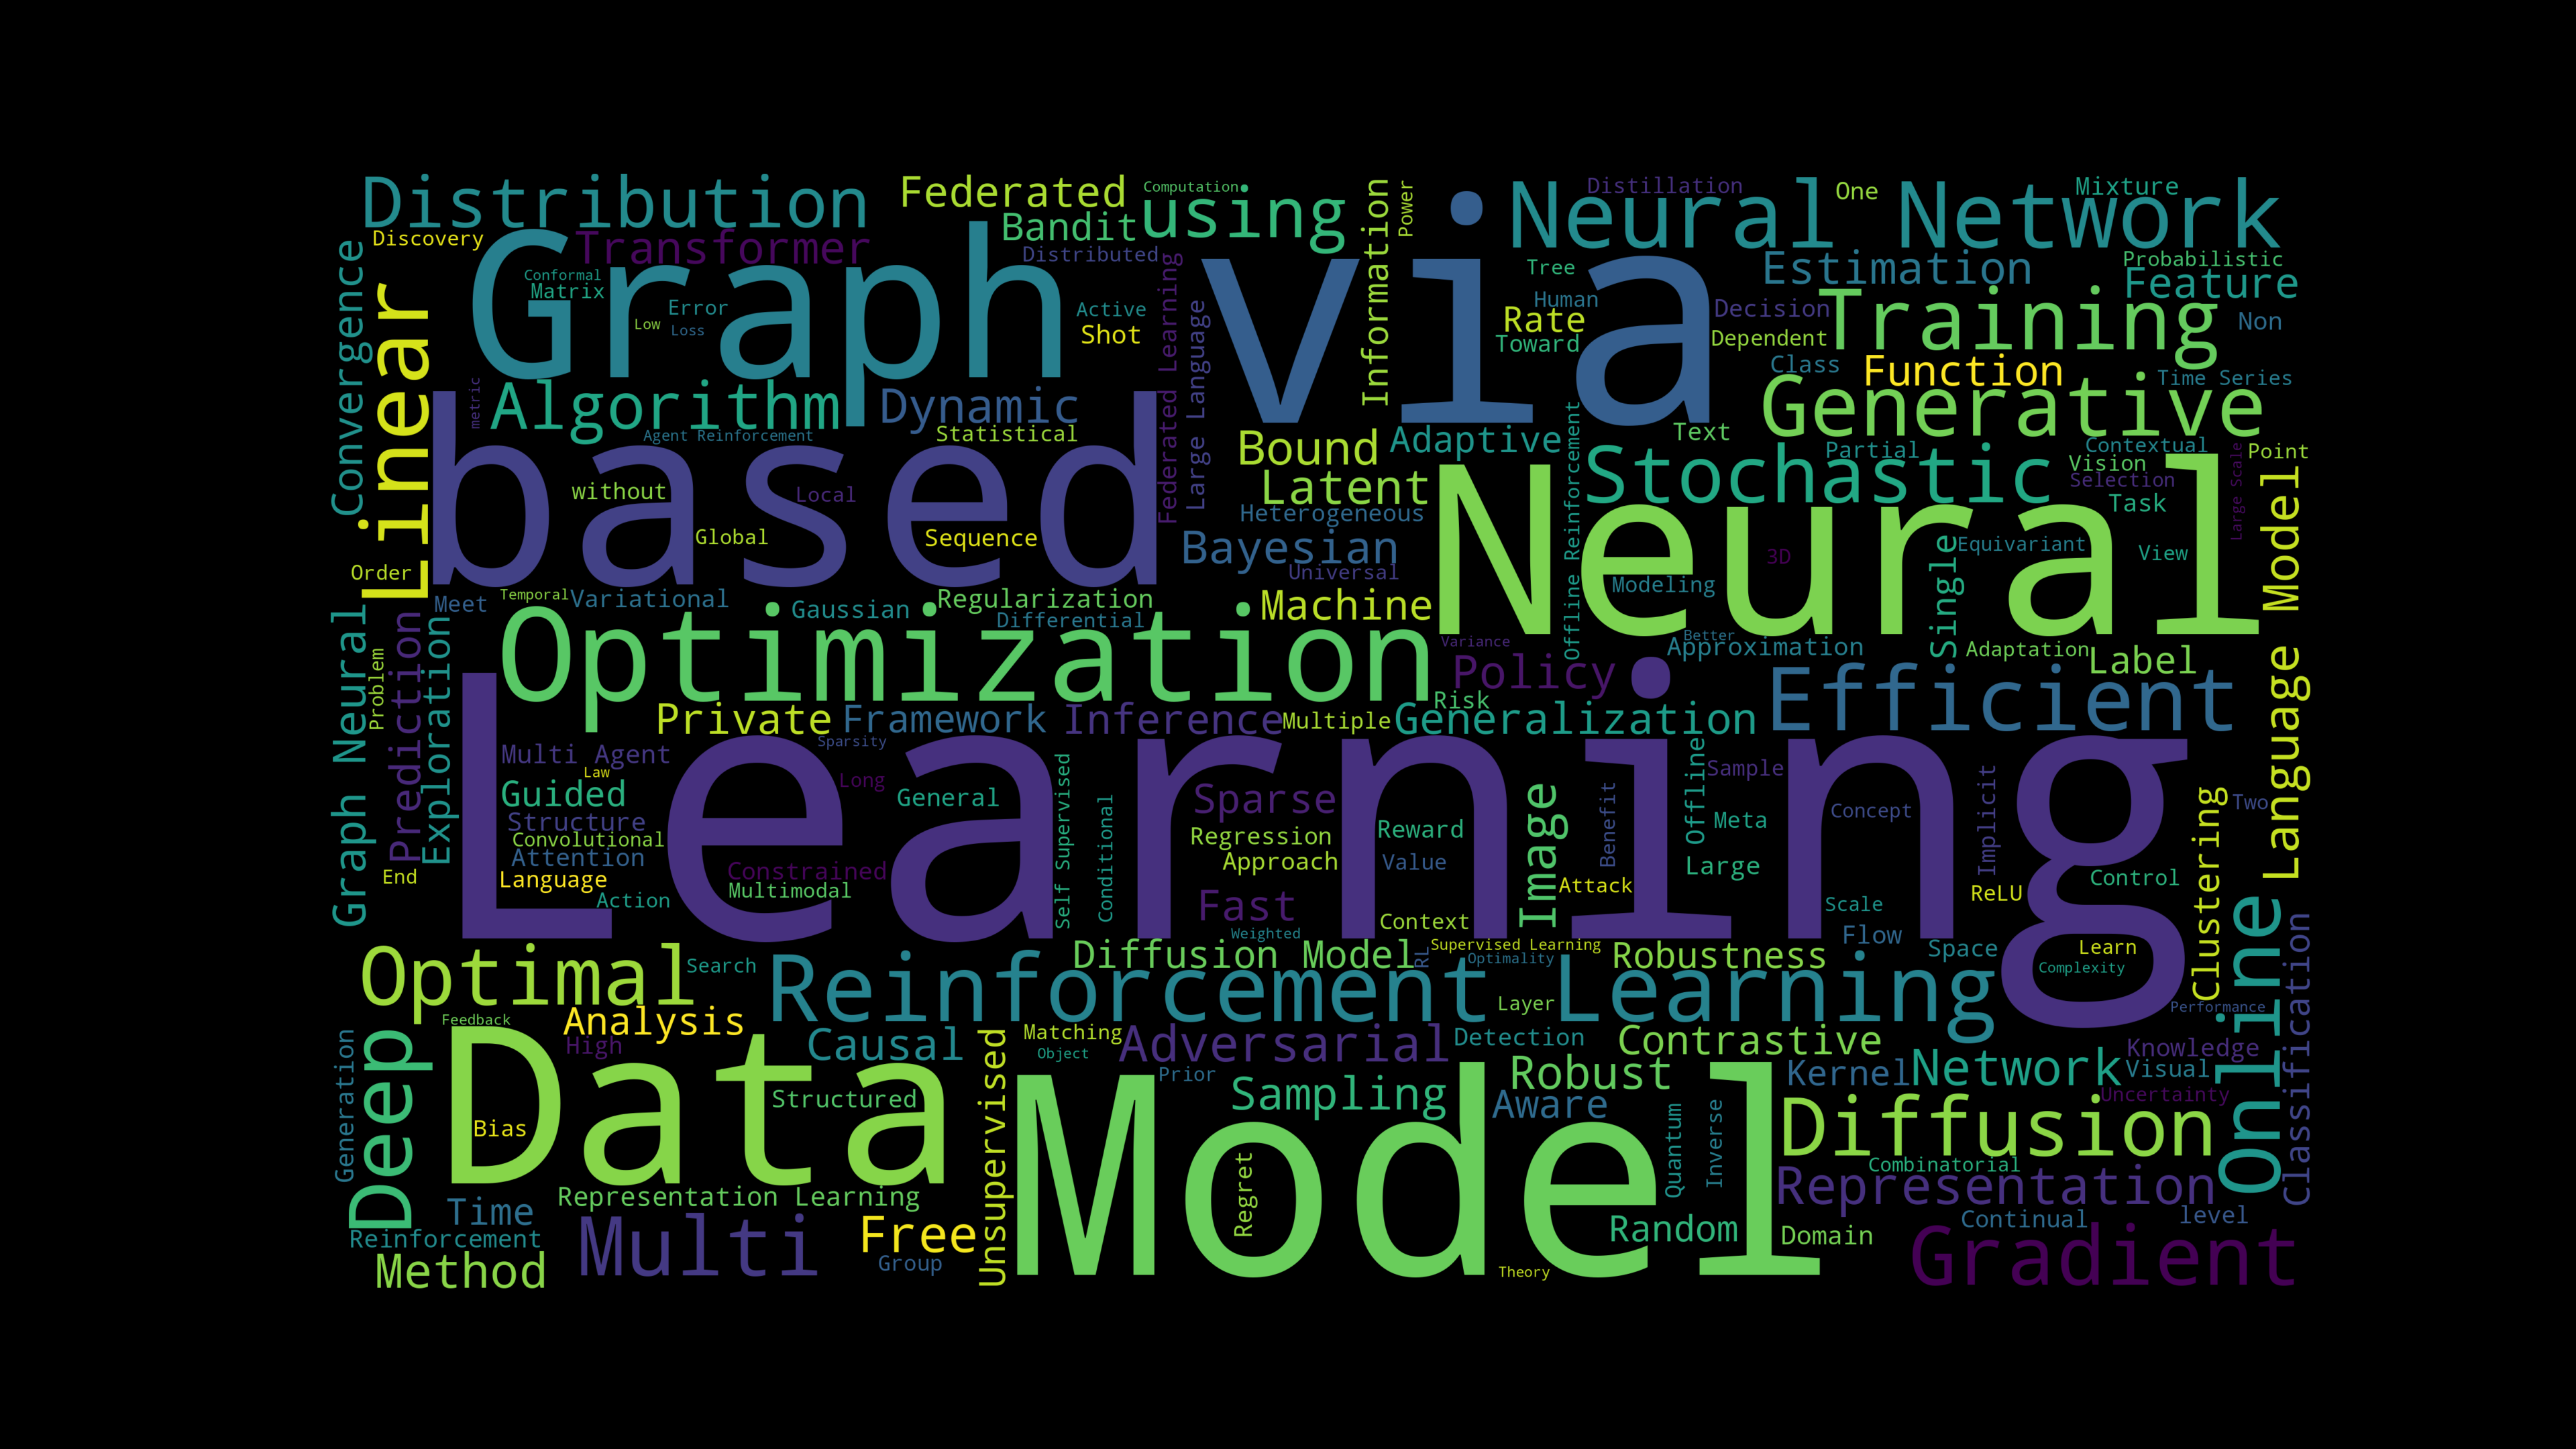 Distribution
Federated
Computation
using
Information
Power
via
Neural Network
Distillation
One
Mixture
Discovery
Transformer
Bandit
Distributed
Graph
Conformal
Matrix
Error
Low
Loss
Active
Shot
Federated Learning
Large Language
Tree
Human
Rate
Toward
Estimation
Decision
Dependent
Probabilistic
Feature
Training
Non
Class
Function
Time Series
Convergence
Linear
metric
Algorithm
Dynamic
Agent Reinforcement
Statistical
based
without
Local
Global
Sequence
Bound
Adaptive
Latent
Heterogeneous
Bayesian
Universal
Machine
Offline Reinforcement
Text
Generative
Stochastic
Partial
Contextual
Point
Vision
Selection
Task
Large Scale
Neural
3D
Modeling
Single
Equivariant
View
Language Model
Order
Meet
Temporal
Variational
Gaussian
Regularization
Differential
Optimization
Variance
Better
Approximation
Adaptation
Label
Policy
Risk
Efficient
Graph Neural
Problem
Prediction
Exploration
Private
Framework
Inference
Multiple
Generalization
Learning
Multi Agent
Law
Sparsity
Long
Guided
Structure
Convolutional
Attention
Language
Action
End
General
Constrained
Multimodal
Self Supervised
Conditional
Sparse
Regression
Approach
Reward
Value
Fast
Weighted
Context
Image
Attack
Benefit
Offline
Sample
Meta
Large
Concept
Implicit
ReLU
Scale
Control
Clustering
Two
Optimal
Search
Diffusion Model
RL
Supervised Learning
Optimality
Robustness
Flow
Space
Learn
Complexity
Performance
Reinforcement Learning
Layer
Online
Classification
Feedback
Analysis
High
Causal
Matching
Object
Adversarial
Detection
Contrastive
Network
Knowledge
Visual
Uncertainty
Generation
Deep
Data
Bias
Structured
Unsupervised
Prior
Sampling
Robust
Aware
Kernel
Model
Regret
Quantum
Inverse
Diffusion
Combinatorial
Representation
Continual
level
Time
Representation Learning
Reinforcement
Method
Multi
Free
Group
Theory
Random
Domain
Gradient